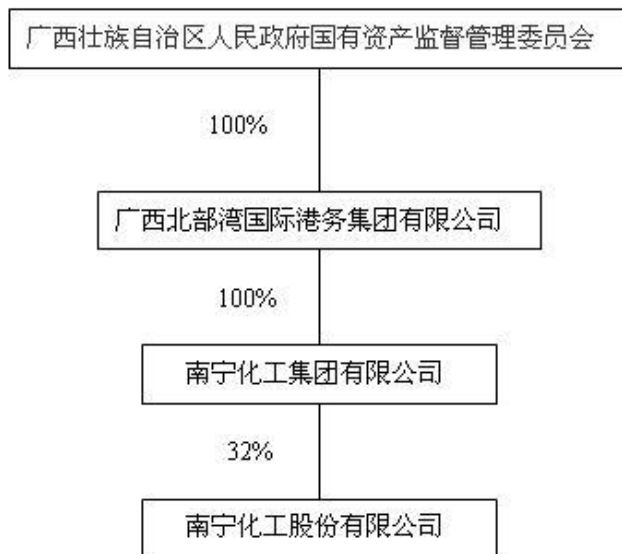 广西壮族自治区人民政府国有资产监督管理委员会
100%
广西北部湾国际港务集团有限公司
100%
南宁化工集团有限公司
32%
南宁化工股份有限公司